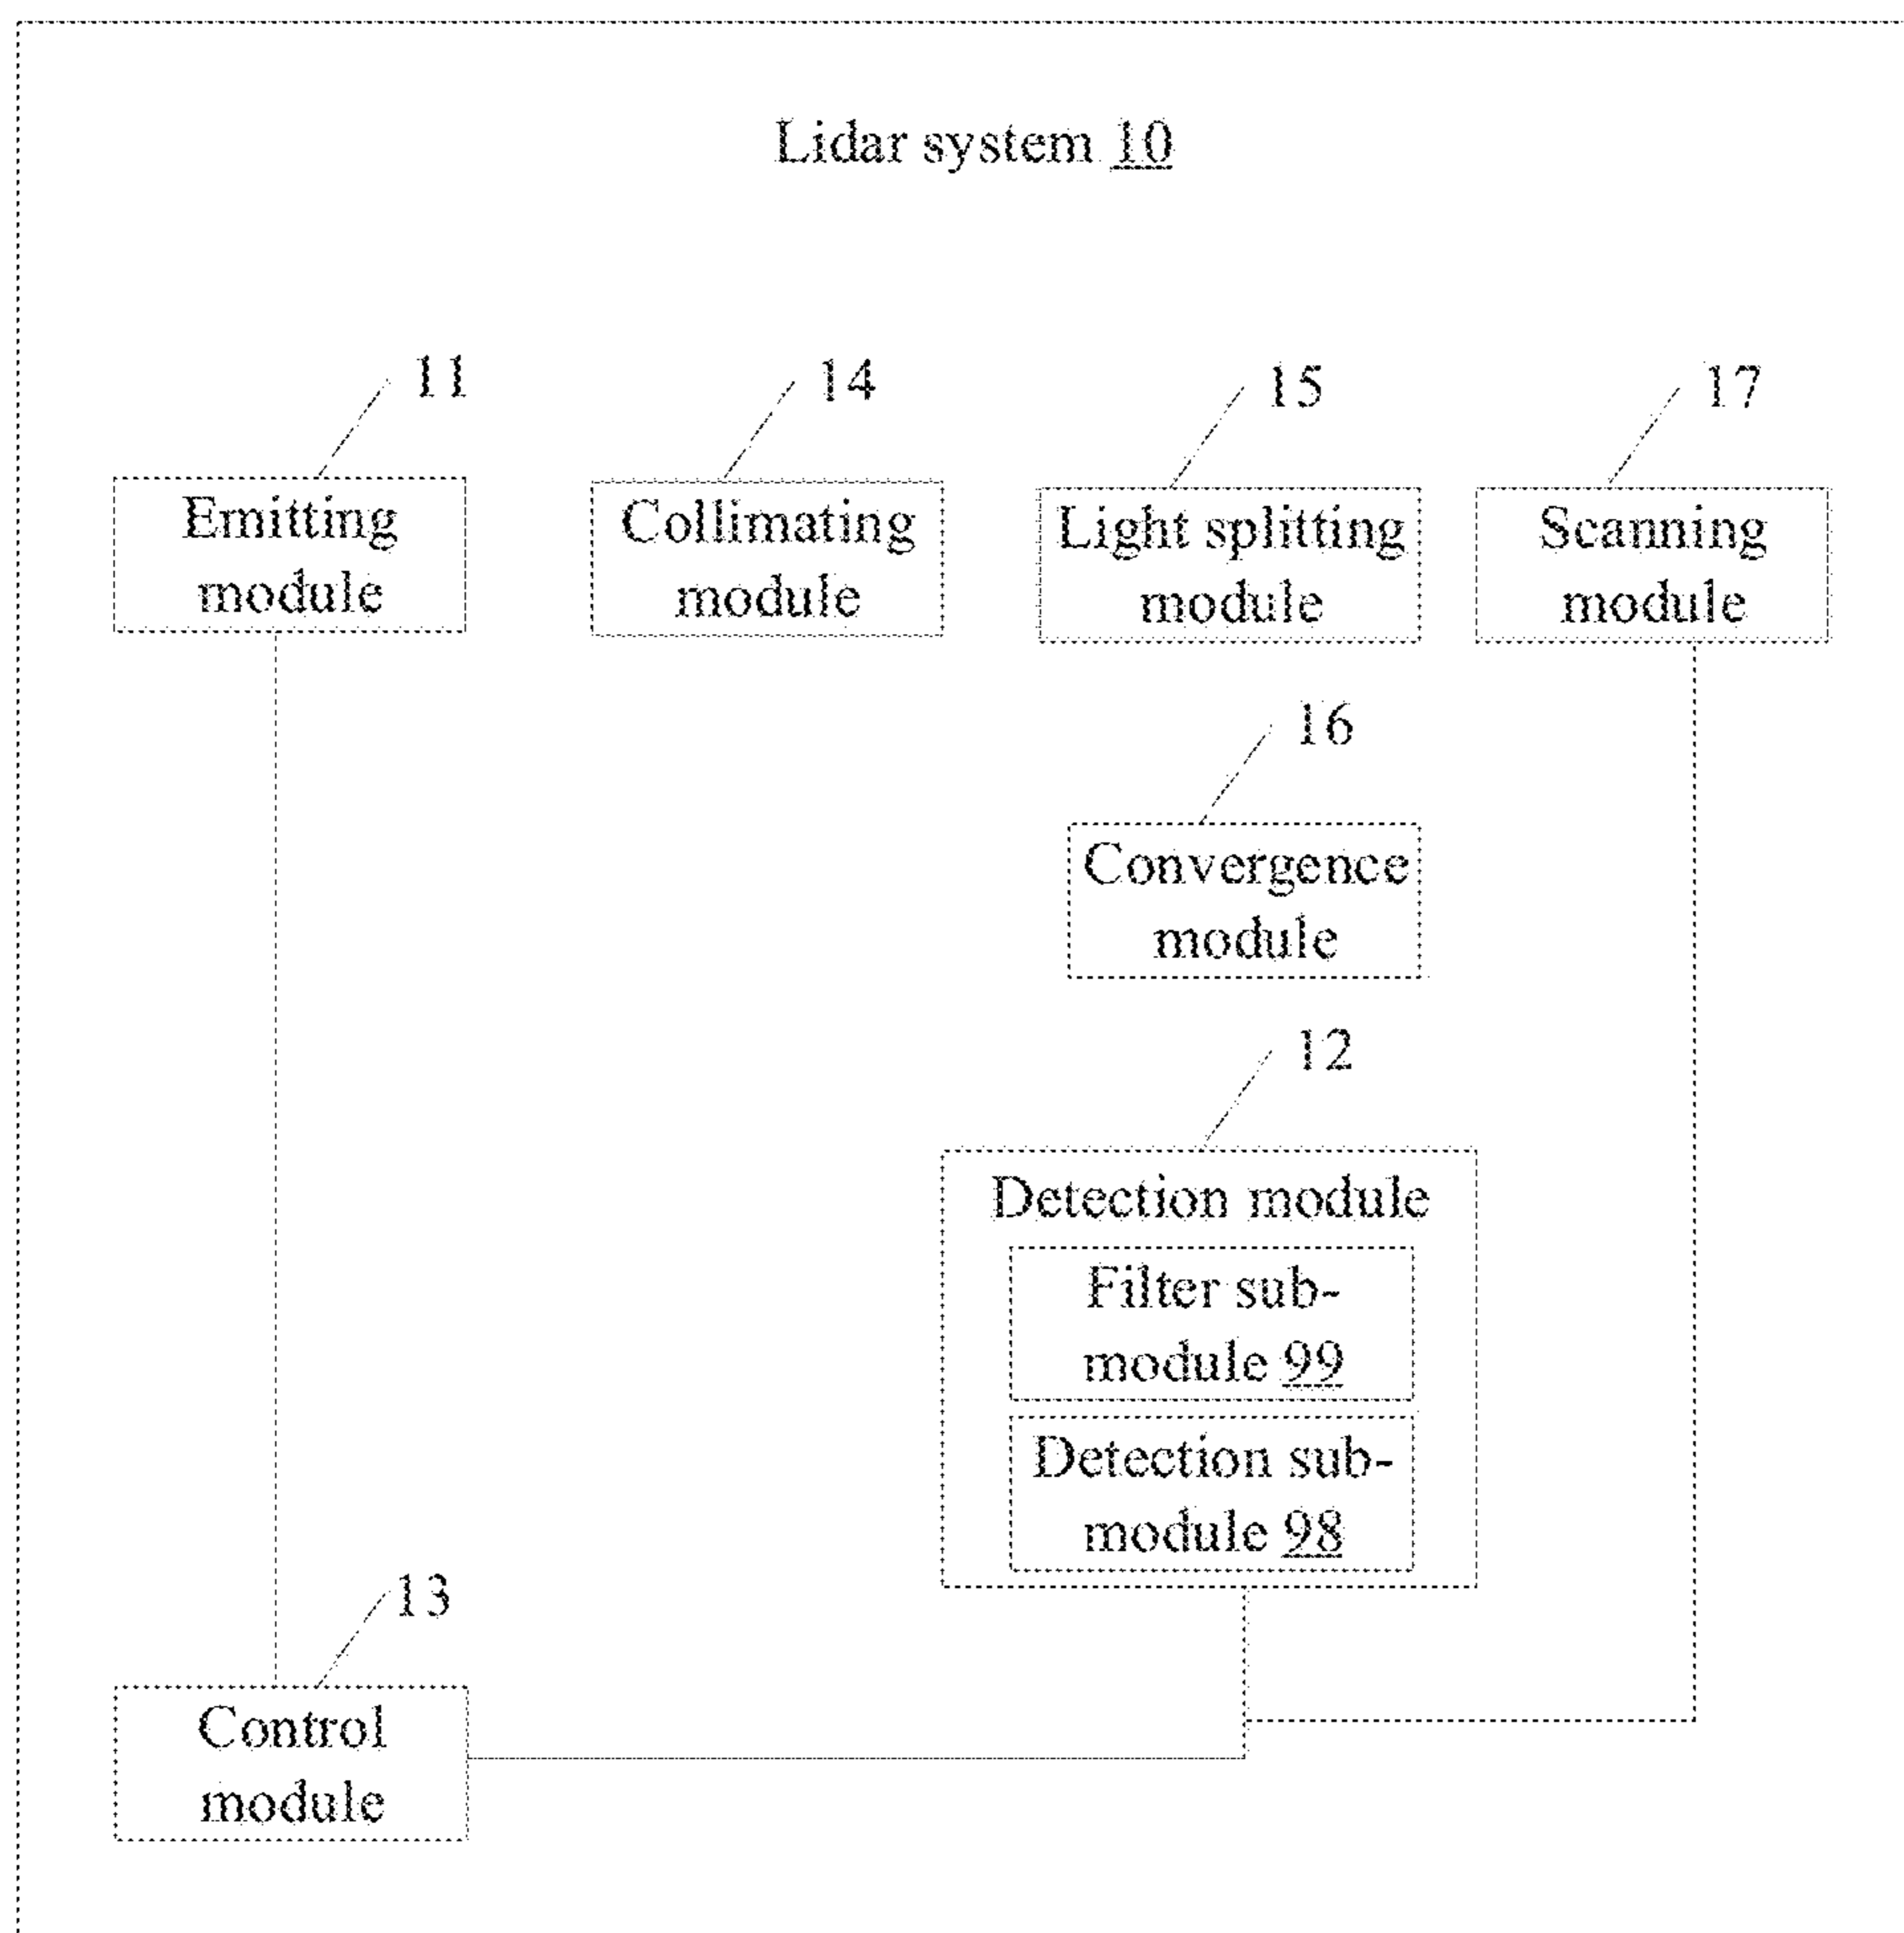 Lidar system 10
11
14
15
17
Emitting
module
Collimating
module
Light splitting
module
Scanning
module
16
Convergence
module
12
Detection module
Filter sub-
module 99
Detection sub-
module 98
13
Control
module